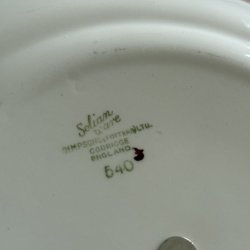 Solian
Ware
SIMPSONS (POTTERS) LTD.
COBRIDGE
ENGLAND
640